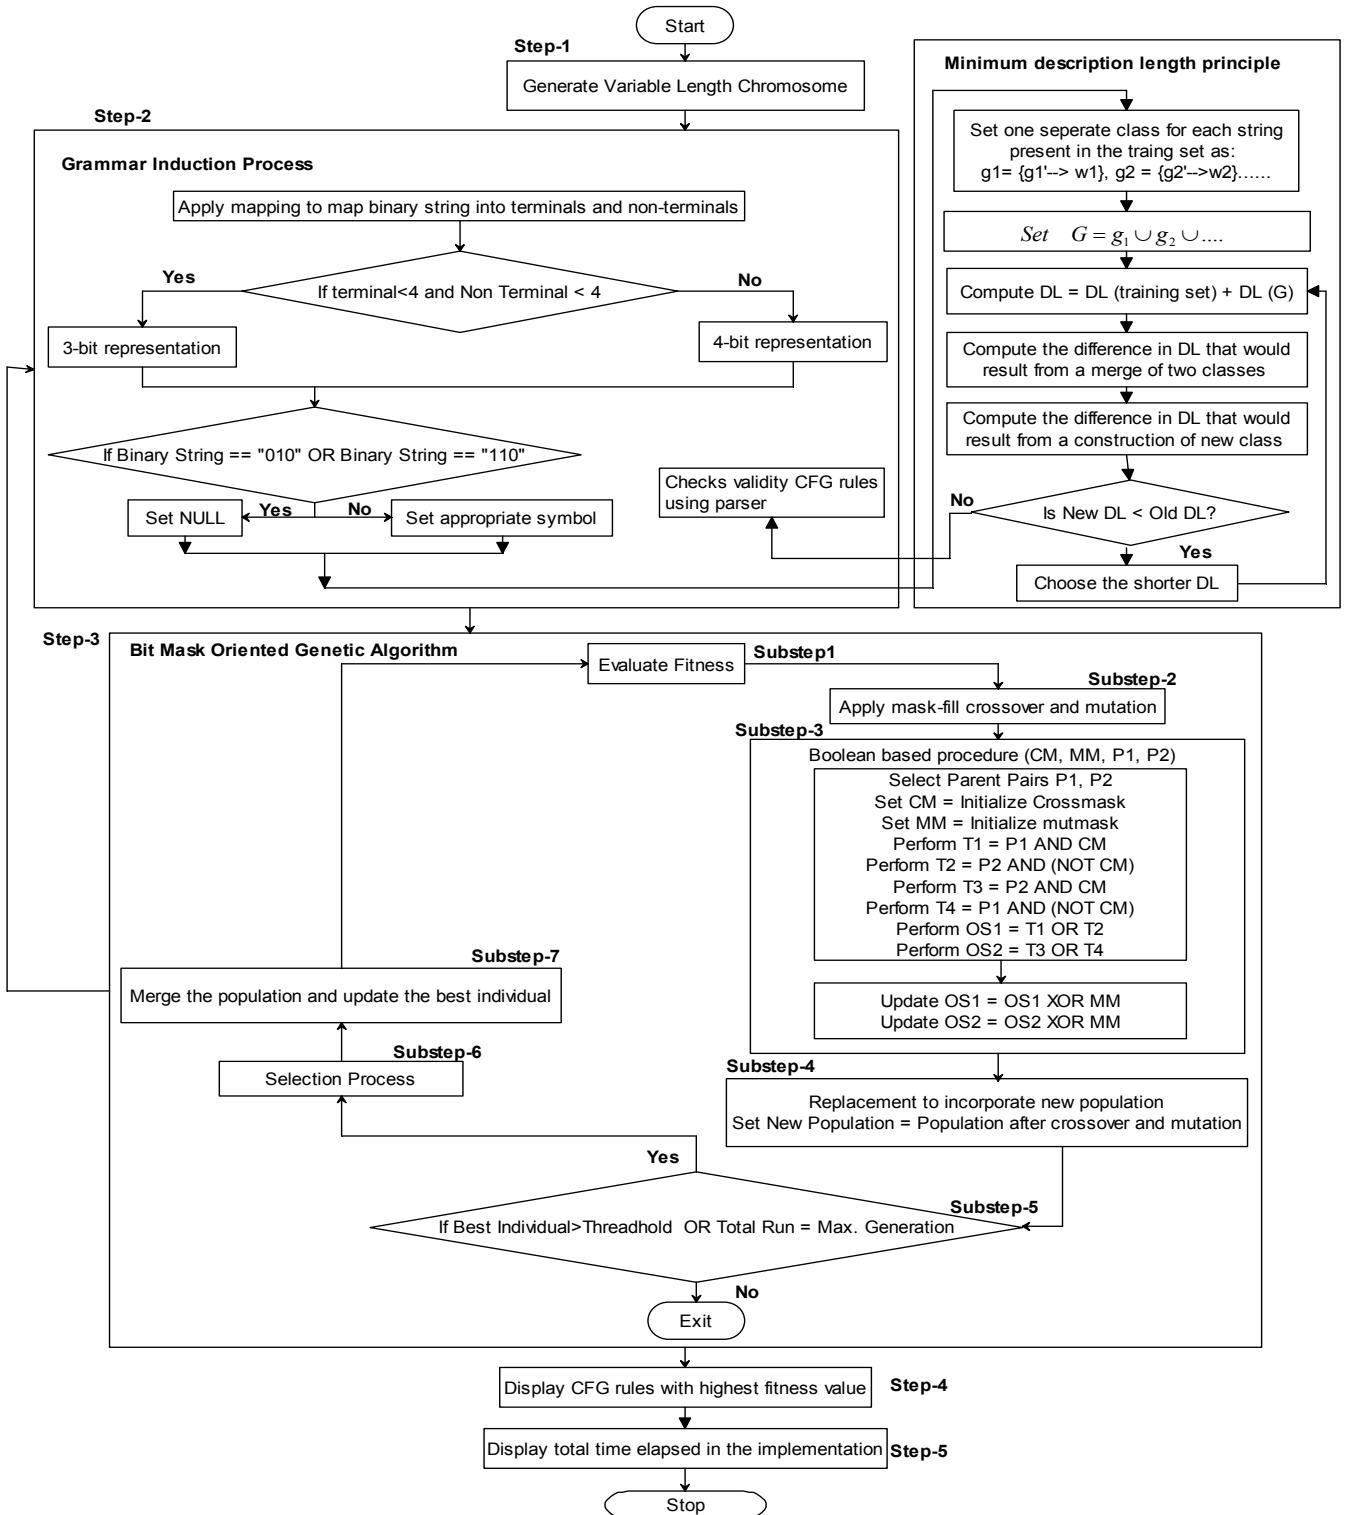 Start
Step-1
Generate Variable Length Chromosome
Step-2
Grammar Induction Process
Apply mapping to map binary string into terminals and non-terminals
Yes
No
If terminal<4 and Non Terminal < 4
3-bit representation
4-bit representation
If Binary String == "010" OR Binary String == "110"
Set NULL
Yes
No
Set appropriate symbol
Checks validity CFG rules
using parser
Minimum description length principle
Set one seperate class for each string
present in the traing set as:
g1= {g1'--> w1}, g2 = {g2'-->w2}......
Set G = g₁ ∪ g₂ ∪ ....
Compute DL = DL (training set) + DL (G)
Compute the difference in DL that would
result from a merge of two classes
Compute the difference in DL that would
result from a construction of new class
No
Is New DL < Old DL?
Yes
Choose the shorter DL
Step-3
Bit Mask Oriented Genetic Algorithm
Evaluate Fitness
Substep1
Substep-2
Apply mask-fill crossover and mutation
Substep-3
Boolean based procedure (CM, MM, P1, P2)
Select Parent Pairs P1, P2
Set CM = Initialize Crossmask
Set MM = Initialize mutmask
Perform T1 = P1 AND CM
Perform T2 = P2 AND (NOT CM)
Perform T3 = P2 AND CM
Perform T4 = P1 AND (NOT CM)
Perform OS1 = T1 OR T2
Perform OS2 = T3 OR T4
Update OS1 = OS1 XOR MM
Update OS2 = OS2 XOR MM
Substep-4
Replacement to incorporate new population
Set New Population = Population after crossover and mutation
Substep-5
If Best Individual>Threadhold OR Total Run = Max. Generation
Yes
No
Exit
Substep-6
Selection Process
Substep-7
Merge the population and update the best individual
Display CFG rules with highest fitness value
Step-4
Display total time elapsed in the implementation
Step-5
Stop